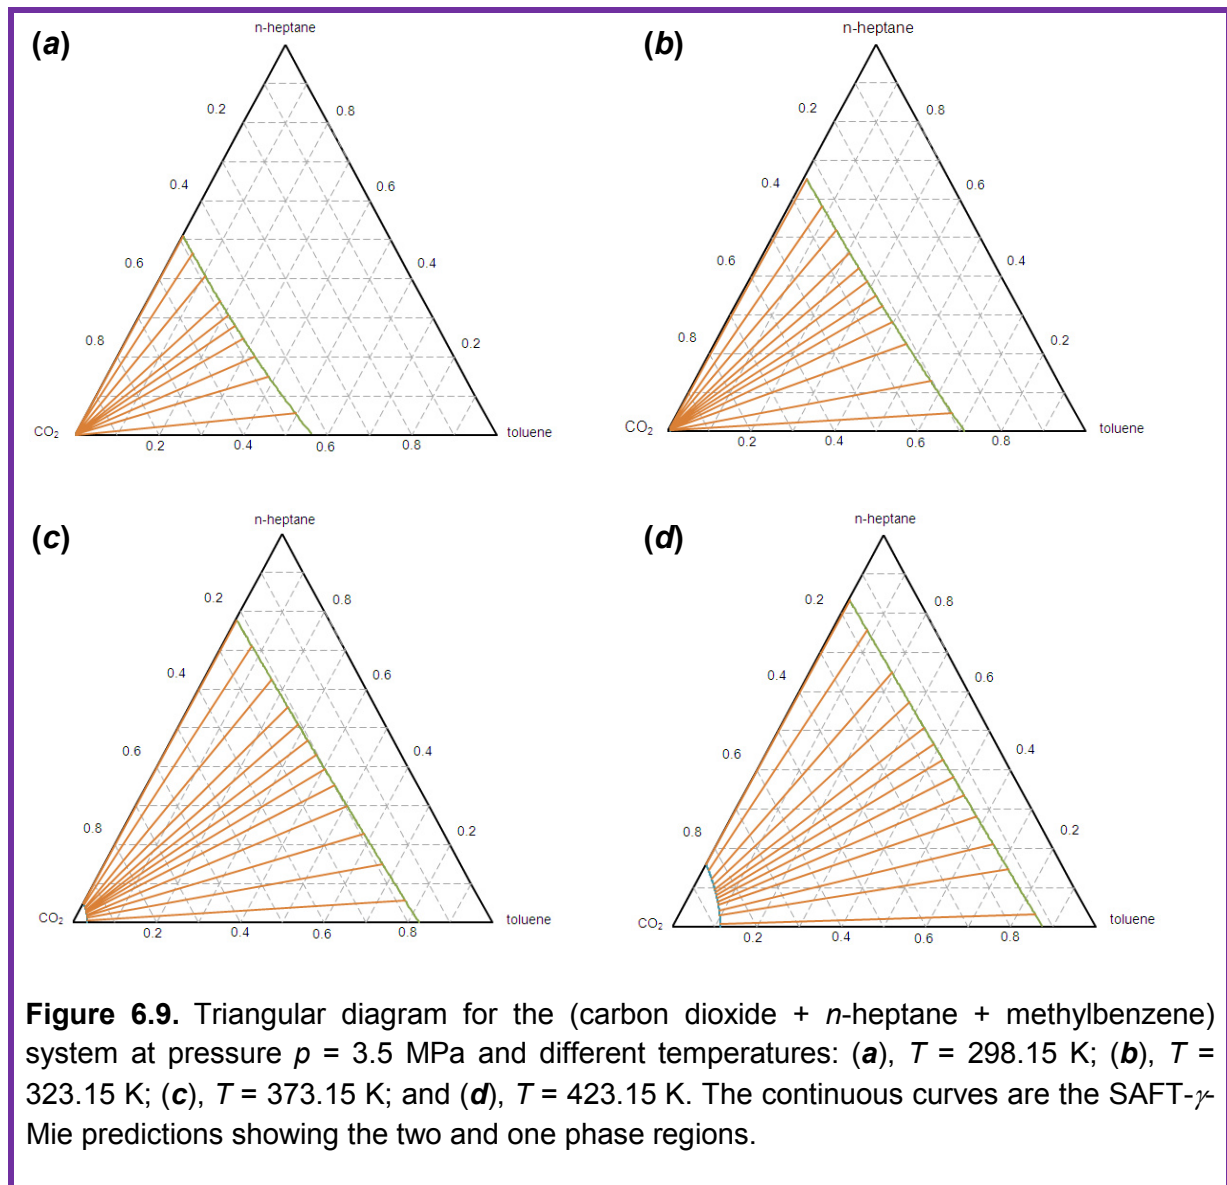 (a)
n-heptane
0.2
0.8
0.4
0.6
0.6
0.4
0.8
0.2
CO2
toluene
0.2
0.4
0.6
0.8
(b)
n-heptane
0.2
0.8
0.4
0.6
0.6
0.4
0.8
0.2
CO2
toluene
0.2
0.4
0.6
0.8
(c)
n-heptane
0.2
0.8
0.4
0.6
0.6
0.4
0.8
0.2
CO2
toluene
0.2
0.4
0.6
0.8
(d)
n-heptane
0.2
0.8
0.4
0.6
0.6
0.4
0.8
0.2
CO2
toluene
0.2
0.4
0.6
0.8
Figure 6.9. Triangular diagram for the (carbon dioxide + n-heptane + methylbenzene)
system at pressure p = 3.5 MPa and different temperatures: (a), T = 298.15 K; (b), T =
323.15 K; (c), T = 373.15 K; and (d), T = 423.15 K. The continuous curves are the SAFT-γ-
Mie predictions showing the two and one phase regions.